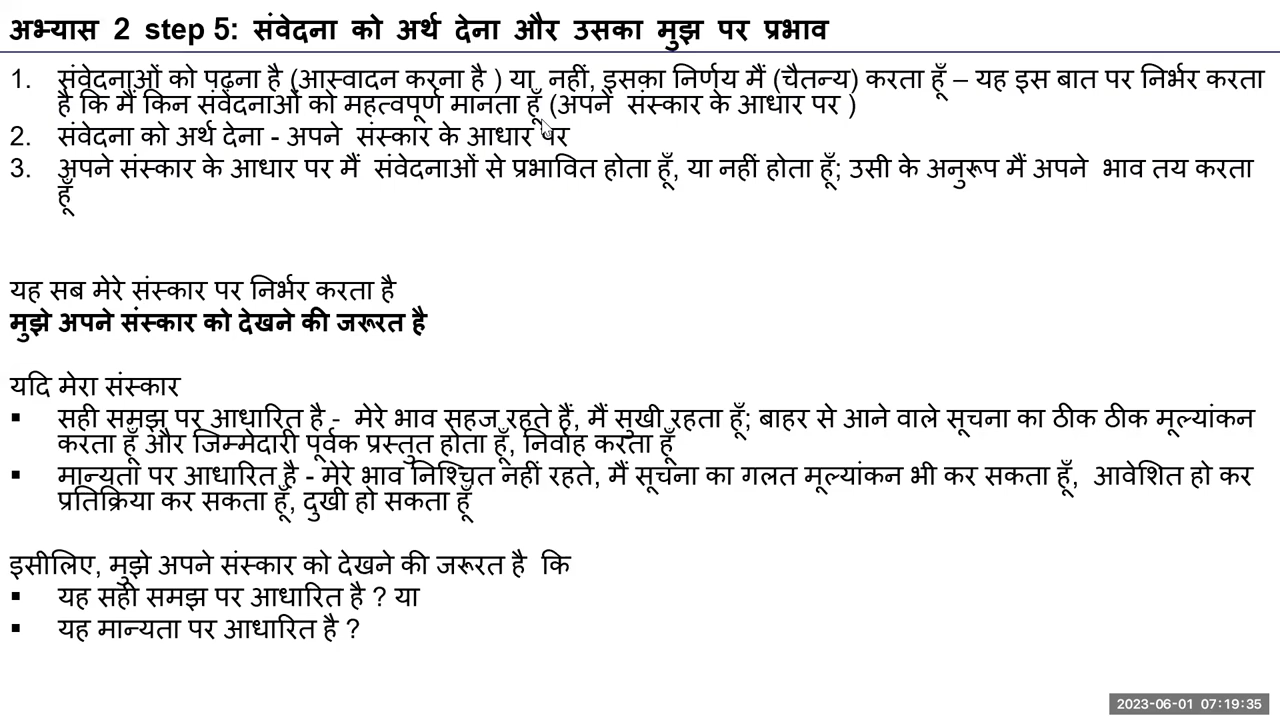 अभ्यास 2 step 5: संवेदना को अर्थ देना और उसका मुझ पर प्रभाव
1. संवेदनाओं को पढ़ना है (आस्वादन करना है ) या नहीं, इसका निर्णय मैं (चैतन्य) करता हूँ – यह इस बात पर निर्भर करता
है कि मैं किन संवेदनाओं को महत्वपूर्ण मानता हूँ (अपने संस्कार के आधार पर )
2. संवेदना को अर्थ देना - अपने संस्कार के आधार पर
3. अपने संस्कार के आधार पर मैं संवेदनाओं से प्रभावित होता हूँ, या नहीं होता हूँ; उसी के अनुरूप मैं अपने भाव तय करता
हूँ
यह सब मेरे संस्कार पर निर्भर करता है
मुझे अपने संस्कार को देखने की जरूरत है
यदि मेरा संस्कार
▪ सही समझ पर आधारित है - मेरे भाव सहज रहते हैं, मैं सुखी रहता हूँ; बाहर से आने वाले सूचना का ठीक ठीक मूल्यांकन
करता हूँ और जिम्मेदारी पूर्वक प्रस्तुत होता हूँ, निर्वाह करता हूँ
▪ मान्यता पर आधारित है - मेरे भाव निश्चित नहीं रहते, मैं सूचना का गलत मूल्यांकन भी कर सकता हूँ, आवेशित हो कर
प्रतिक्रिया कर सकता हूँ, दुखी हो सकता हूँ
इसीलिए, मुझे अपने संस्कार को देखने की जरूरत है कि
▪ यह सही समझ पर आधारित है ? या
▪ यह मान्यता पर आधारित है ?
2023-06-01 07:19:35